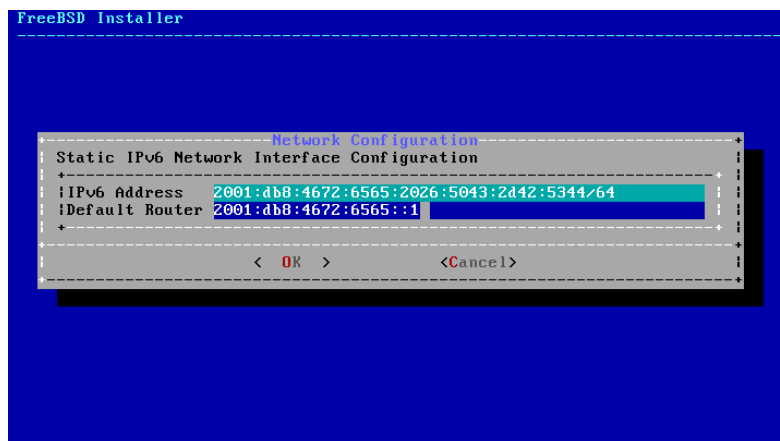 FreeBSD Installer
Network Configuration
Static IPv6 Network Interface Configuration
IPv6 Address 2001:db8:4672:6565:2026:5043:2d42:5344/64
Default Router 2001:db8:4672:6565::1
< OK > <Cancel>